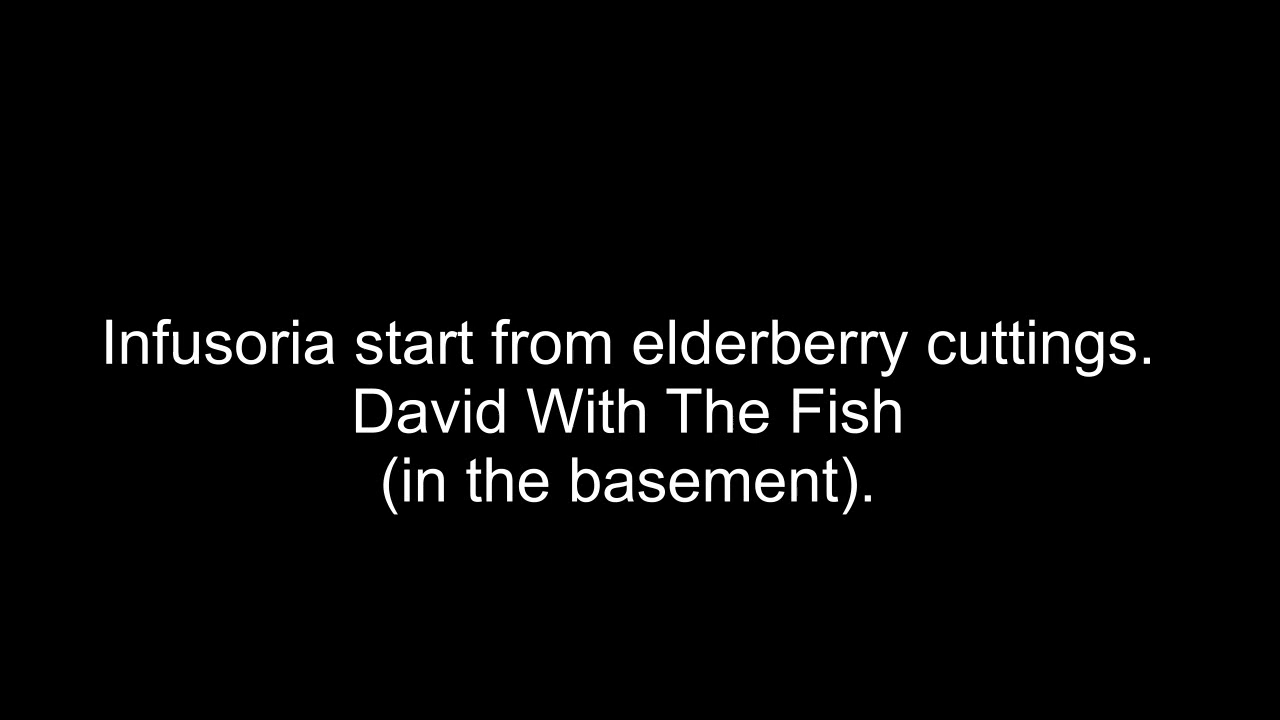 Infusoria start from elderberry cuttings.
David With The Fish
(in the basement).